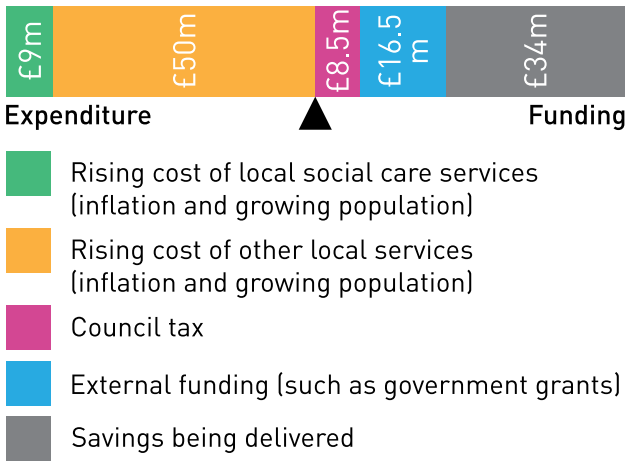 £9m
£50m
£8.5m
£16.5
m
£34m
Expenditure
Funding
Rising cost of local social care services
(inflation and growing population)
Rising cost of other local services
(inflation and growing population)
Council tax
External funding (such as government grants)
Savings being delivered